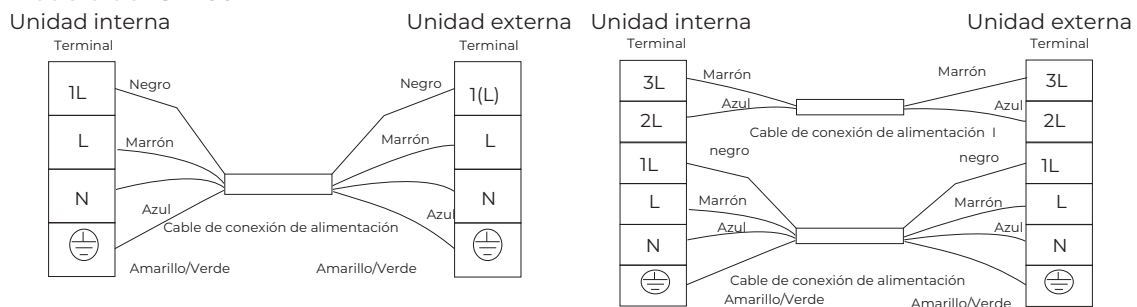 Unidad interna
Unidad externa
Terminal
Terminal
1L
Negro
Negro
1(L)
L
Marrón
Marrón
L
N
Azul
Azul
N
Cable de conexión de alimentación
Amarillo/Verde
Amarillo/Verde
Unidad interna
Unidad externa
Terminal
Terminal
3L
Marrón
Marrón
3L
2L
Azul
Azul
2L
Cable de conexión de alimentación I
1L
negro
negro
1L
L
Marrón
Marrón
L
N
Azul
Azul
N
Cable de conexión de alimentación
Amarillo/Verde
Amarillo/Verde